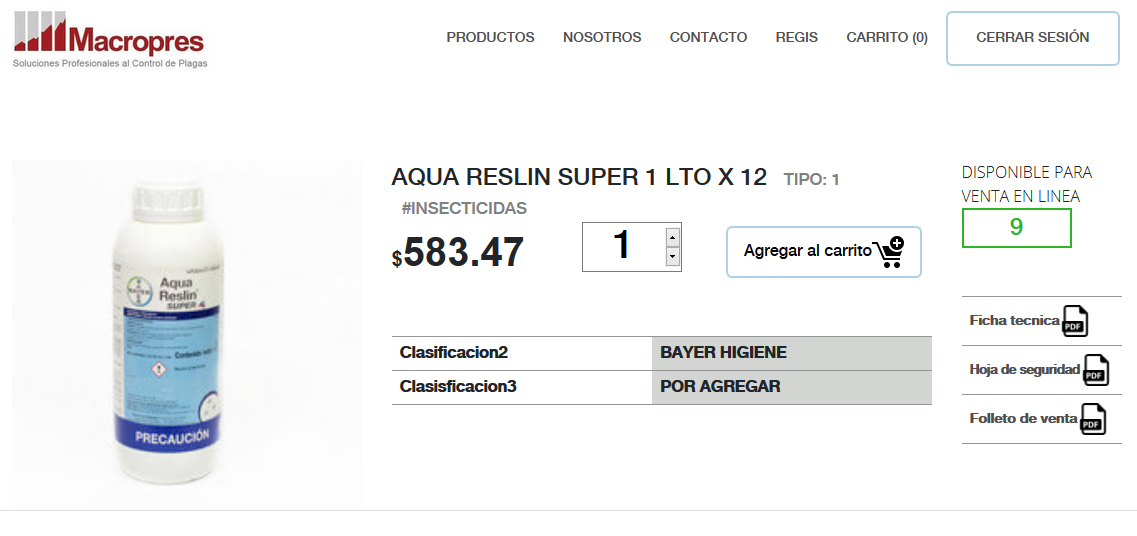 Macropres
Soluciones Profesionales al Control de Plagas
PRODUCTOS
NOSOTROS
CONTACTO
REGIS
CARRITO (0)
CERRAR SESIÓN
AQUA RESLIN SUPER 1 LTO X 12 TIPO: 1
#INSECTICIDAS
$583.47
1
Agregar al carrito
Clasificacion2 BAYER HIGIENE
Clasisficacion3 POR AGREGAR
DISPONIBLE PARA
VENTA EN LINEA
9
Ficha tecnica PDF
Hoja de seguridad PDF
Folleto de venta PDF
BAYER
Aqua
Reslin
SUPER
PRECAUCIÓN